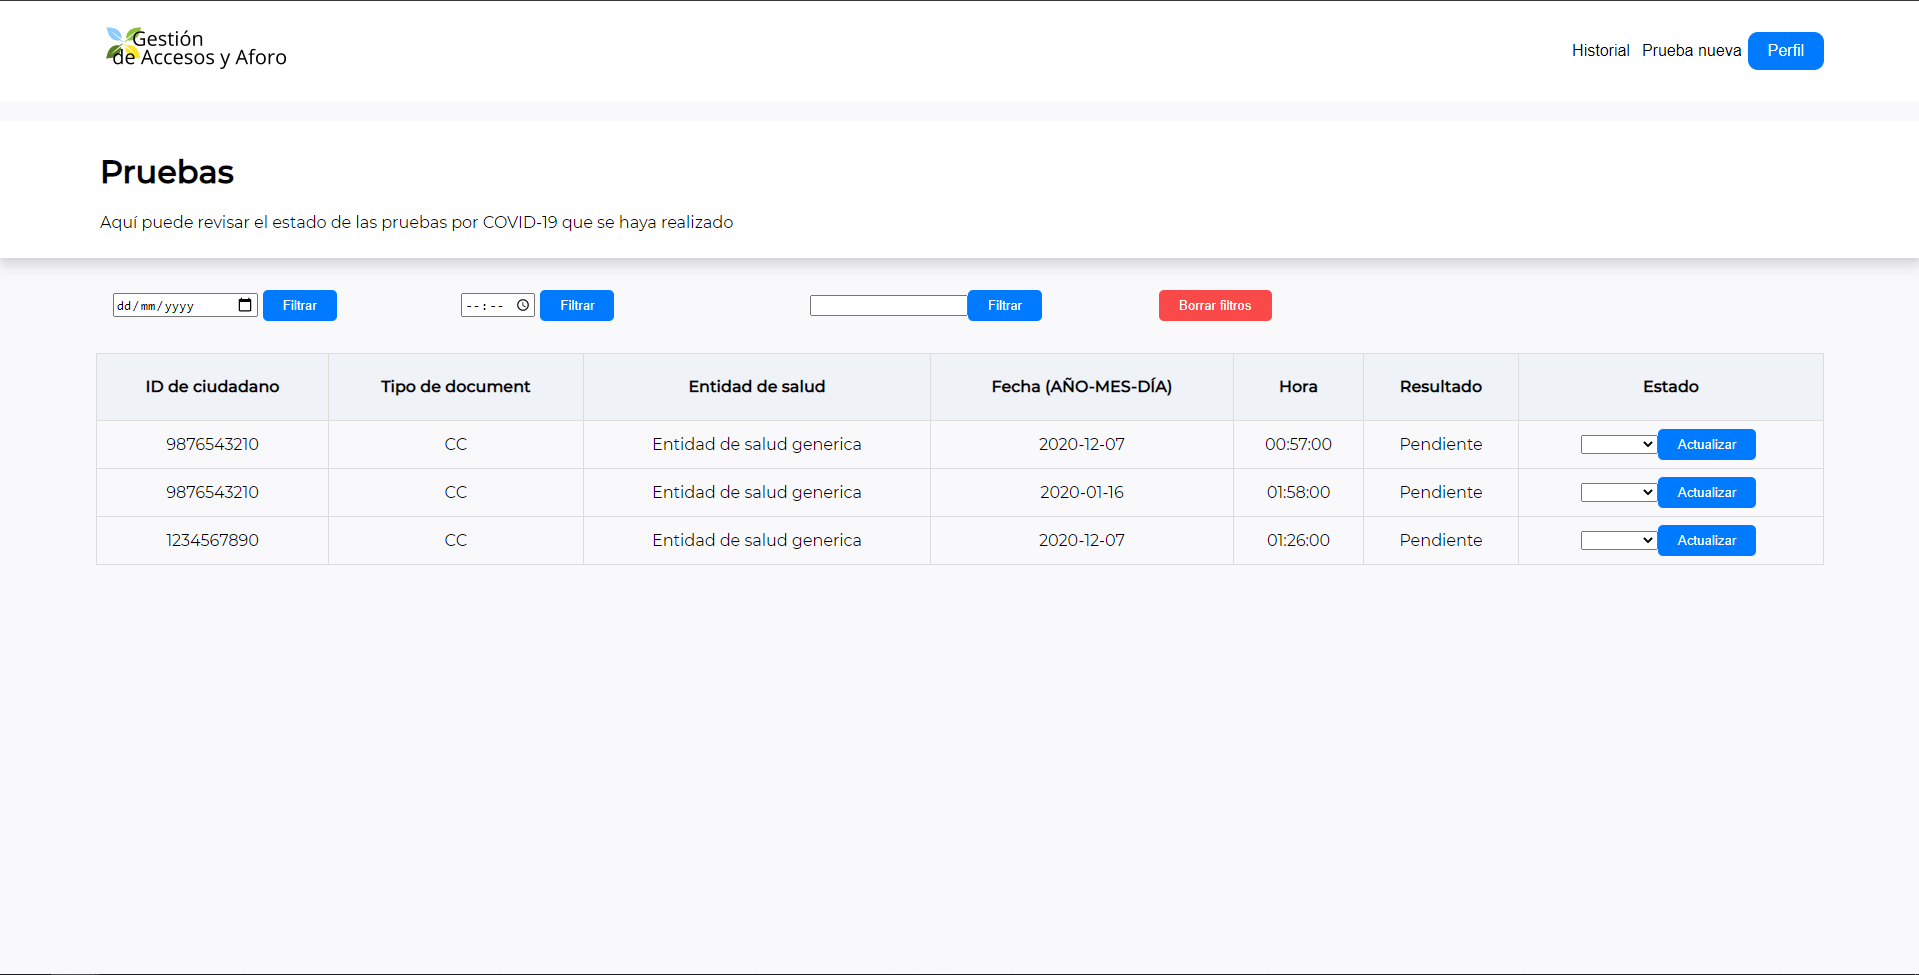 Gestión
de Accesos y Aforo
Historial Prueba nueva Perfil
Pruebas
Aquí puede revisar el estado de las pruebas por COVID-19 que se haya realizado
dd/mm/yyyy Filtrar --:-- Filtrar Filtrar Borrar filtros
ID de ciudadano Tipo de document Entidad de salud Fecha (AÑO-MES-DÍA) Hora Resultado Estado
9876543210 CC Entidad de salud generica 2020-12-07 00:57:00 Pendiente Actualizar
9876543210 CC Entidad de salud generica 2020-01-16 01:58:00 Pendiente Actualizar
1234567890 CC Entidad de salud generica 2020-12-07 01:26:00 Pendiente Actualizar